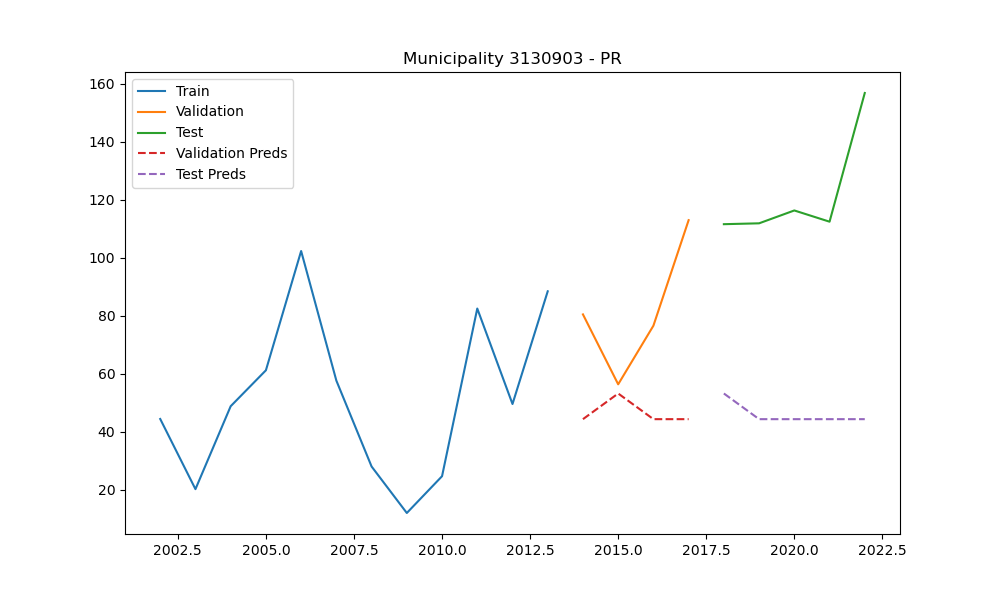 Municipality 3130903 - PR
160
140
120
100
80
60
40
20
Train
Validation
Test
Validation Preds
Test Preds
2002.5 2005.0 2007.5 2010.0 2012.5 2015.0 2017.5 2020.0 2022.5